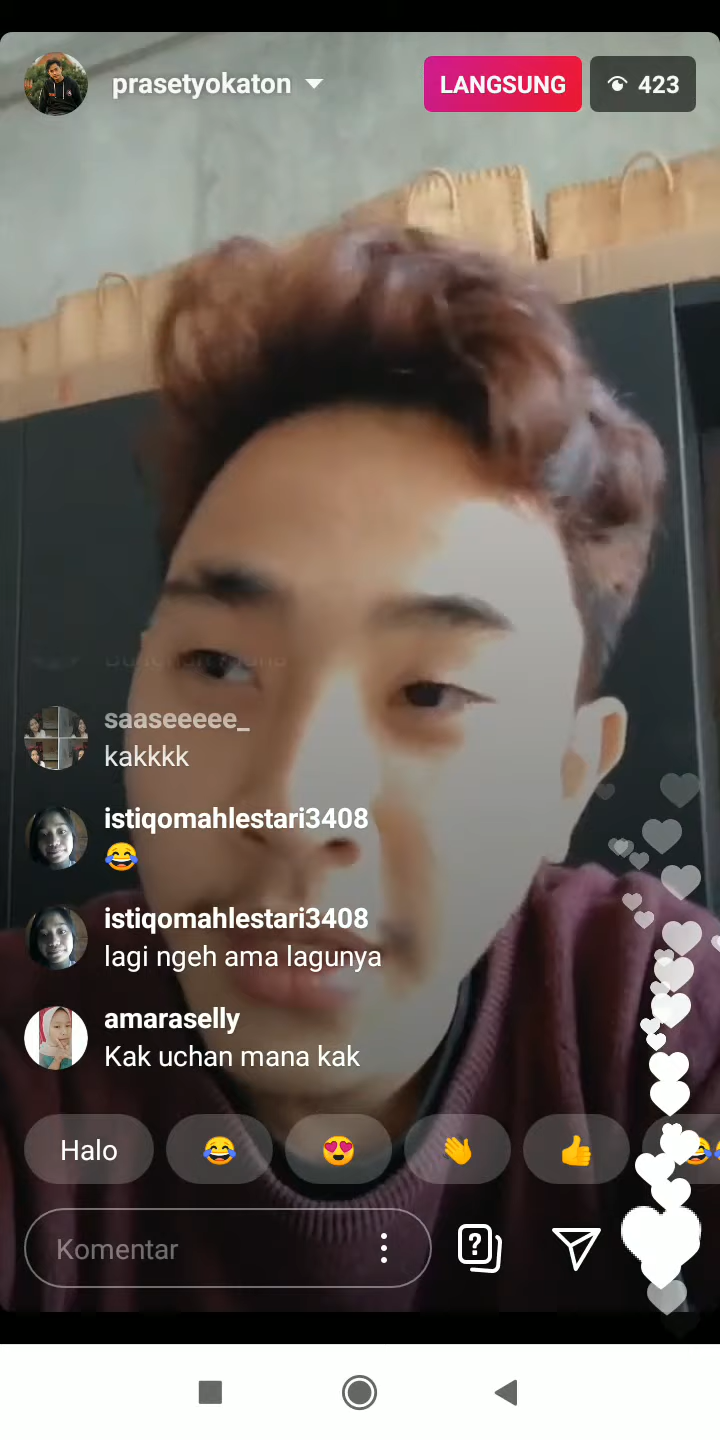 prasetyokaton
LANGSUNG
423
saaseeeee_
kakkkk
istiqomahlestari3408
😂
istiqomahlestari3408
lagi ngeh ama lagunya
amaraselly
Kak uchan mana kak
Halo 😂 😍 👋 👍 😂
Komentar
?